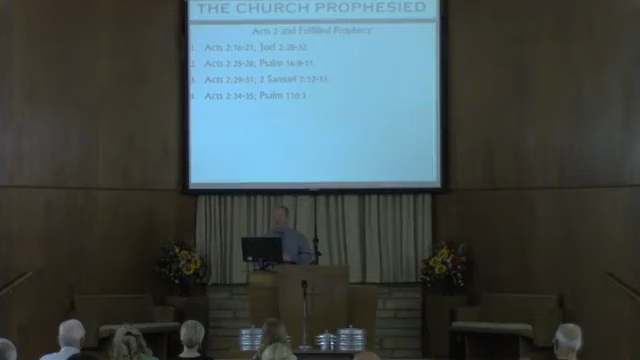 THE CHURCH PROPHESIED
Acts 2 and Fulfilled Prophecy
1. Acts 2:16-21; Joel 2:28-32
2. Acts 2:25-28; Psalm 16:8-11
3. Acts 2:29-31; 2 Samuel 7:12-13
4. Acts 2:34-35; Psalm 110:1